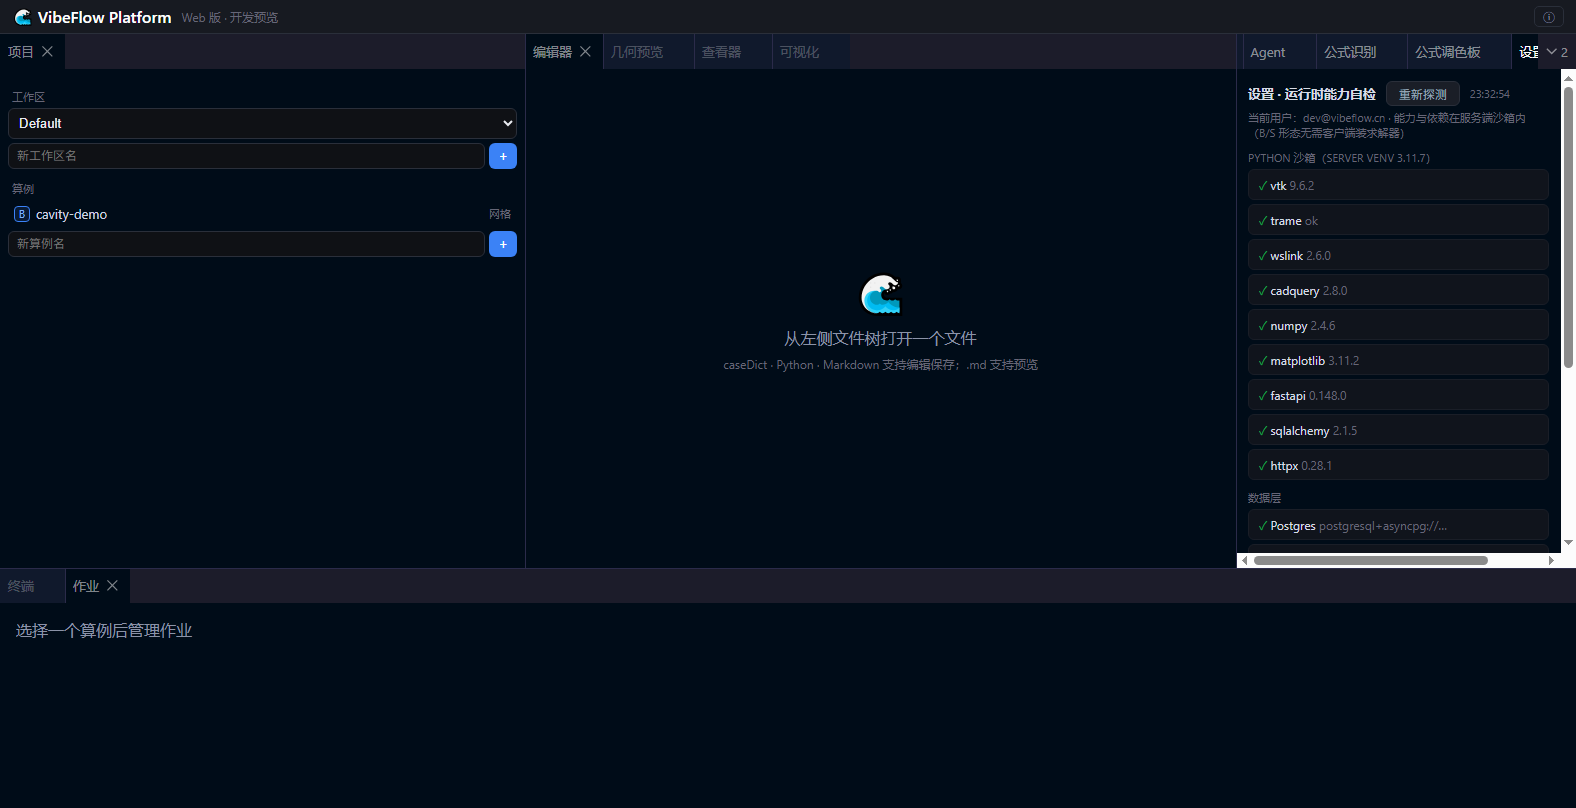 VibeFlow Platform Web 版 · 开发预览
项目
工作区
Default
新工作区名
+
算例
B cavity-demo 网格
新算例名
+
编辑器 几何预览 查看器 可视化
从左侧文件树打开一个文件
caseDict · Python · Markdown 支持编辑保存；.md 支持预览
Agent 公式识别 公式调色板 2
设置 · 运行时能力自检 重新探测 23:32:54
当前用户：dev@vibeflow.cn · 能力与依赖在服务端沙箱内
（B/S 形态无需客户端装求解器）
PYTHON 沙箱（SERVER VENV 3.11.7）
✓ vtk 9.6.2
✓ trame ok
✓ wslink 2.6.0
✓ cadquery 2.8.0
✓ numpy 2.4.6
✓ matplotlib 3.11.2
✓ fastapi 0.148.0
✓ sqlalchemy 2.1.5
✓ httpx 0.28.1
数据层
✓ Postgres postgresql+asyncpg://...
终端 作业
选择一个算例后管理作业